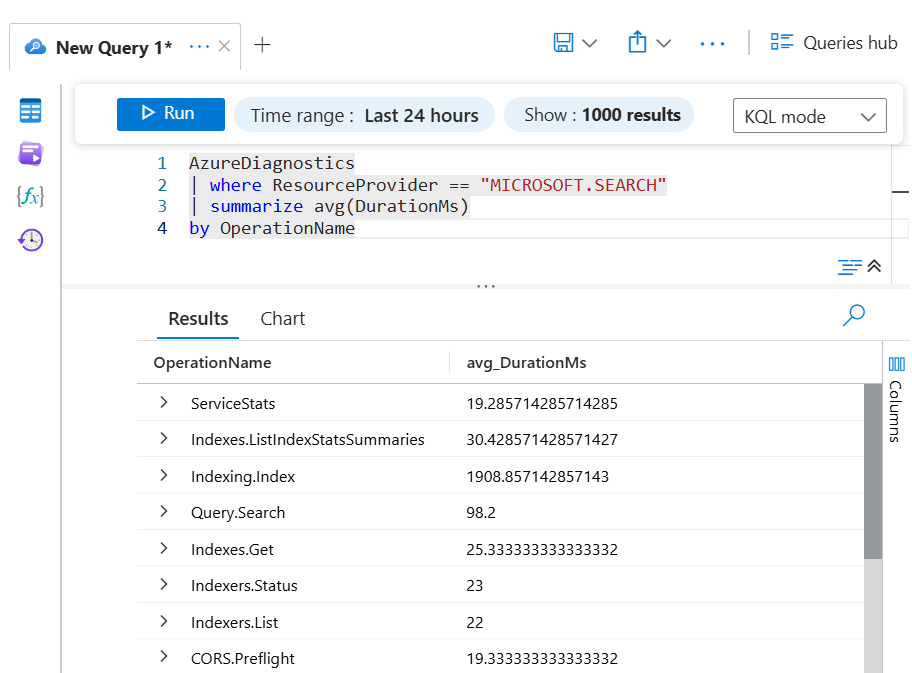 New Query 1* ···
Queries hub
Run
Time range : Last 24 hours
Show : 1000 results
KQL mode
{fx}
1 AzureDiagnostics
2 | where ResourceProvider == "MICROSOFT.SEARCH"
3 | summarize avg(DurationMs)
4 by OperationName
Results Chart
OperationName avg_DurationMs
ServiceStats 19.285714285714285
Indexes.ListIndexStatsSummaries 30.428571428571427
Indexing.Index 1908.857142857143
Query.Search 98.2
Indexes.Get 25.333333333333332
Indexers.Status 23
Indexers.List 22
CORS.Preflight 19.333333333333332
Columns